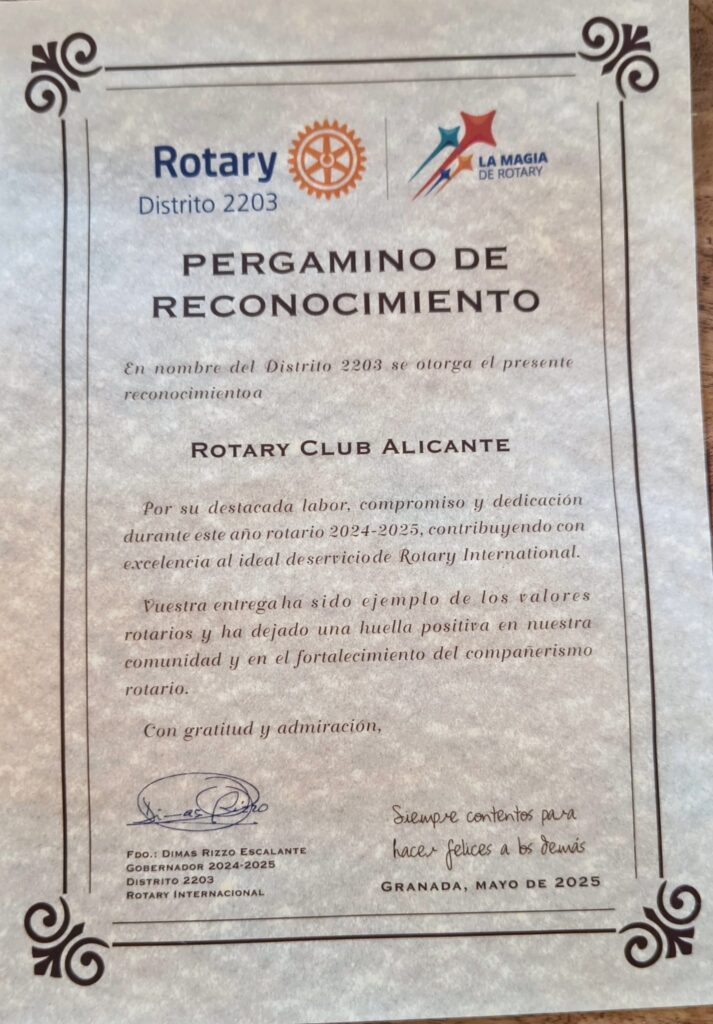 Rotary
Distrito 2203
LA MAGIA
DE ROTARY
PERGAMINO DE
RECONOCIMIENTO
En nombre del Distrito 2203 se otorga el presente
reconocimientoa
ROTARY CLUB ALICANTE
Por su destacada labor, compromiso y dedicación
durante este año rotario 2024-2025, contribuyendo con
excelencia al ideal deserviciode Rotary International.
Vuestra entrega ha sido ejemplo de los valores
rotarios y ha dejado una huella positiva en nuestra
comunidad y en el fortalecimiento del compañerismo
rotario.
Con gratitud y admiración,
Dimas Rizzo
Siempre contentos para
hacer felices a los demás
FDO.: DIMAS RIZZO ESCALANTE
GOBERNADOR 2024-2025
DISTRITO 2203
ROTARY INTERNACIONAL
GRANADA, MAYO DE 2025